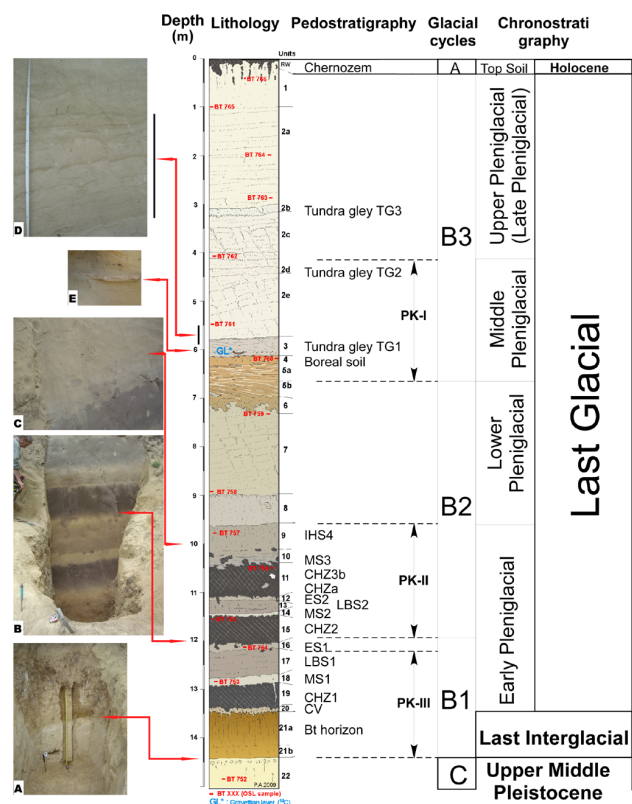 Depth (m) Lithology Pedostratigraphy Glacial cycles Chronostrati graphy
Units
0 RW Chernozem A Top Soil Holocene
BT 766
1
1 BT 765
2a
2 BT 764
BT 763
3 2b Tundra gley TG3
2c
4 BT 762
2d Tundra gley TG2
2e
5
BT 761
PK-I
B3
Upper Pleniglacial (Late Pleniglacial)
Middle Pleniglacial
3 Tundra gley TG1
6 GL*
BT 760 4 Boreal soil
5a
5b
7 6
BT 759
7
8
BT 758
9
8
Lower Pleniglacial
B2
Last Glacial
BT 757 9 IHS4
10
10 MS3
11 CHZ3b
CHZa
11
12 ES2
13 LBS2
14 MS2
15 CHZ2
PK-II
12
BT 754 16 ES1
17 LBS1
BT 753 18 MS1
13
19 CHZ1
20 CV
PK-III
B1
Early Pleniglacial
21a Bt horizon
14
21b
Last Interglacial
BT 752 22
P.A.2009
C Upper Middle Pleistocene
BT XXX (OSL sample)
GL* : Gravettian layer (¹⁴C)
D
E
C
B
A